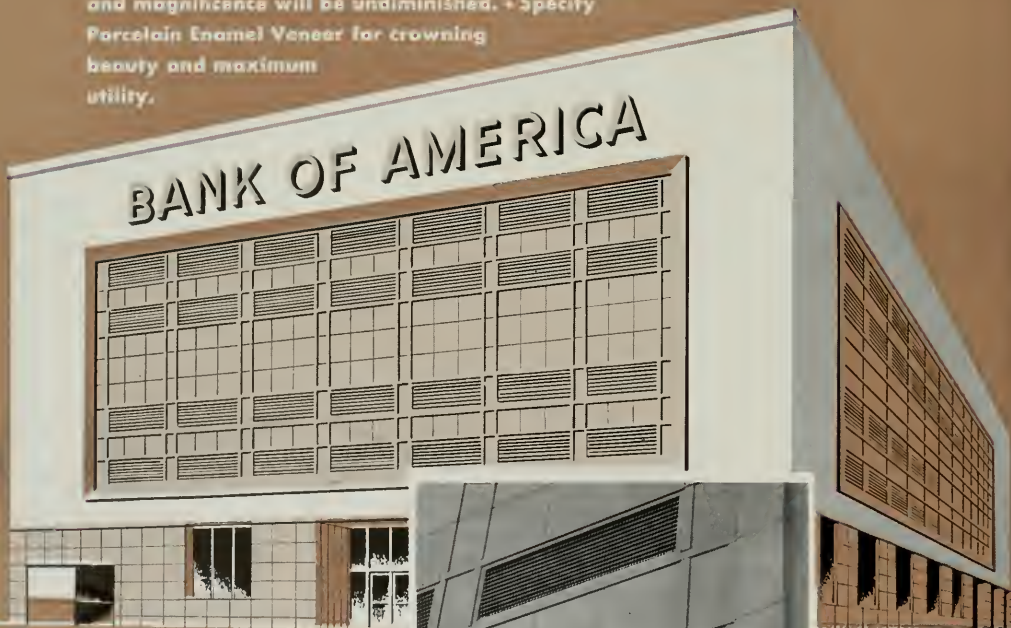 and magnificence will be undiminished. • Specify
Porcelain Enamel Veneer for crowning
beauty and maximum
utility.
BANK OF AMERICA